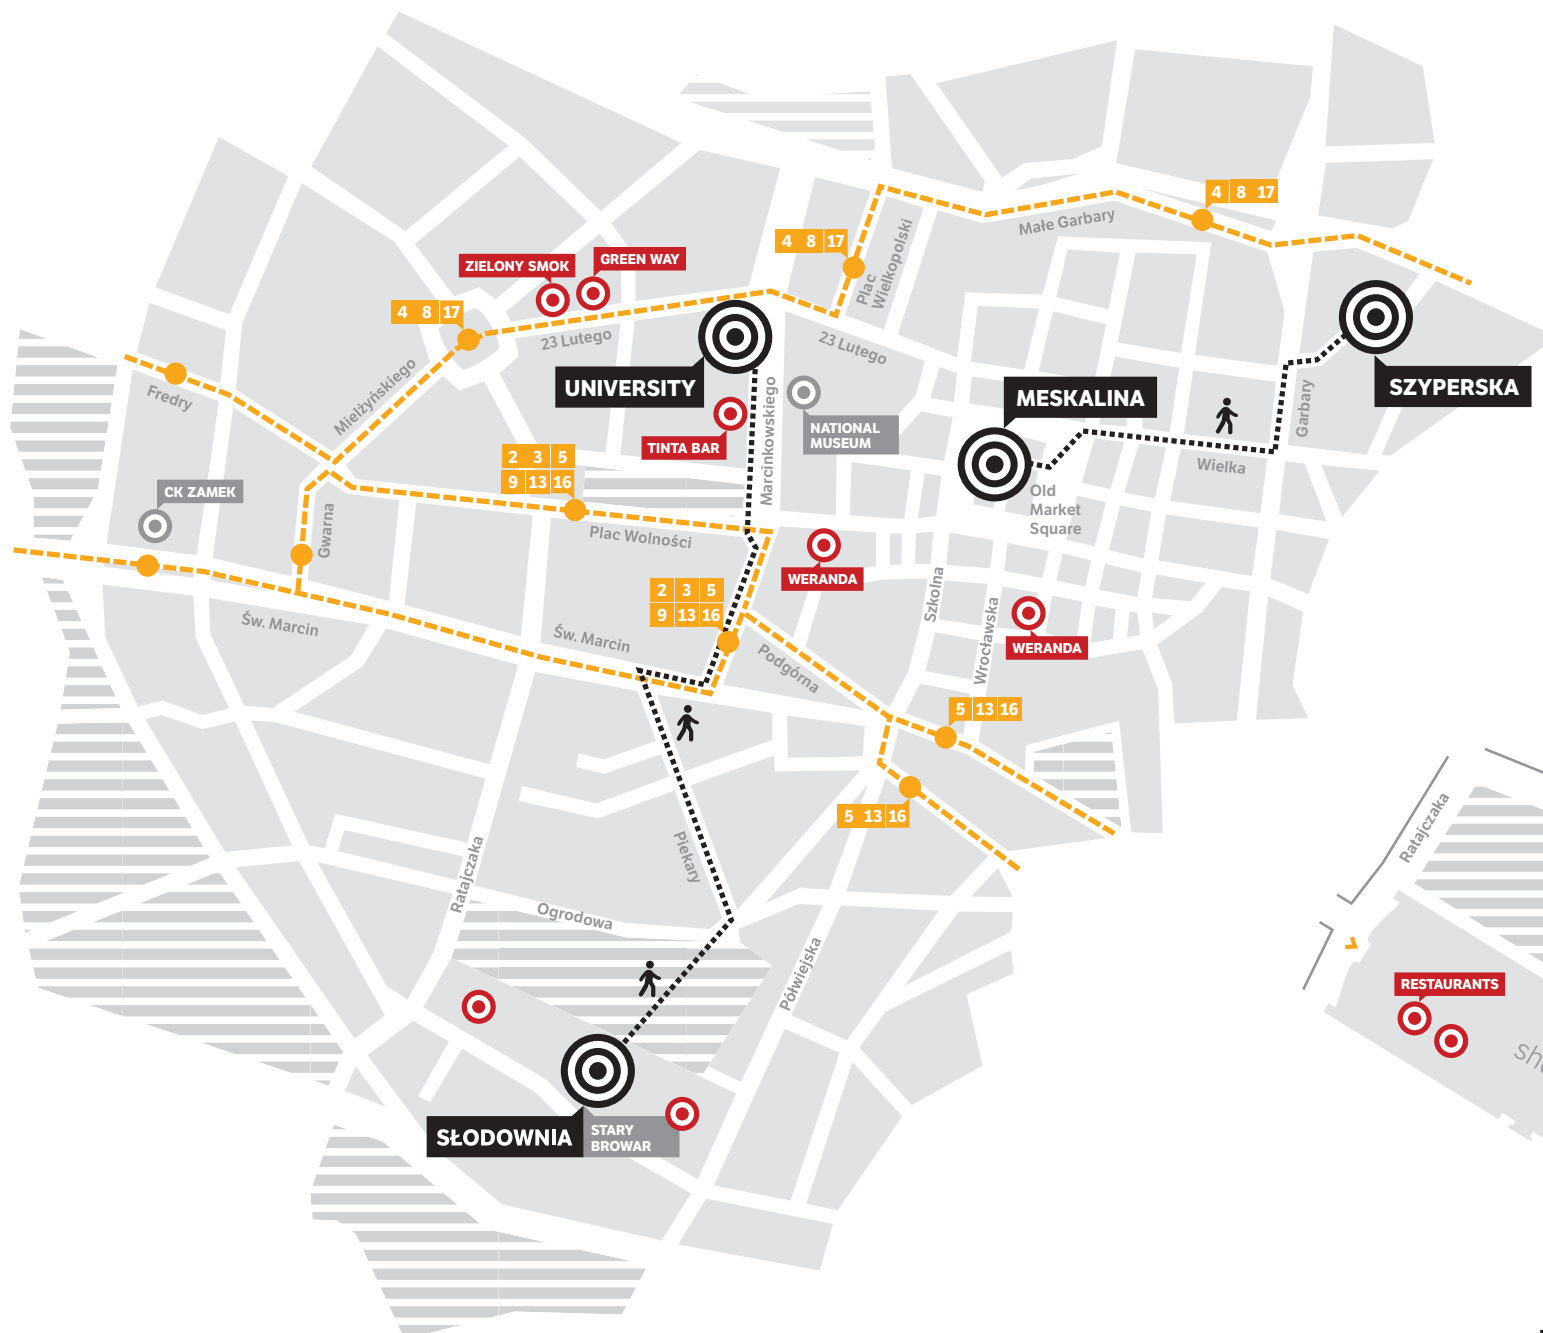 4 8 17
Małe Garbary
4 8 17
Plac
Wielkopolski
ZIELONY SMOK
GREEN WAY
4 8 17
23 Lutego
23 Lutego
UNIVERSITY
Fredry
Mielżyńskiego
Marcinkowskiego
TINTA BAR
NATIONAL
MUSEUM
MESKALINA
SZYPERSKA
Garbary
Wielka
Old
Market
Square
2 3 5
9 13 16
CK ZAMEK
Gwarna
Plac Wolności
WERANDA
2 3 5
9 13 16
Szkolna
Wrocławska
WERANDA
Św. Marcin
Św. Marcin
Podgórna
5 13 16
5 13 16
Ratajczaka
Piekary
Ogrodowa
Półwiejska
SŁODOWNIA
STARY
BROWAR
Ratajczaka
RESTAURANTS